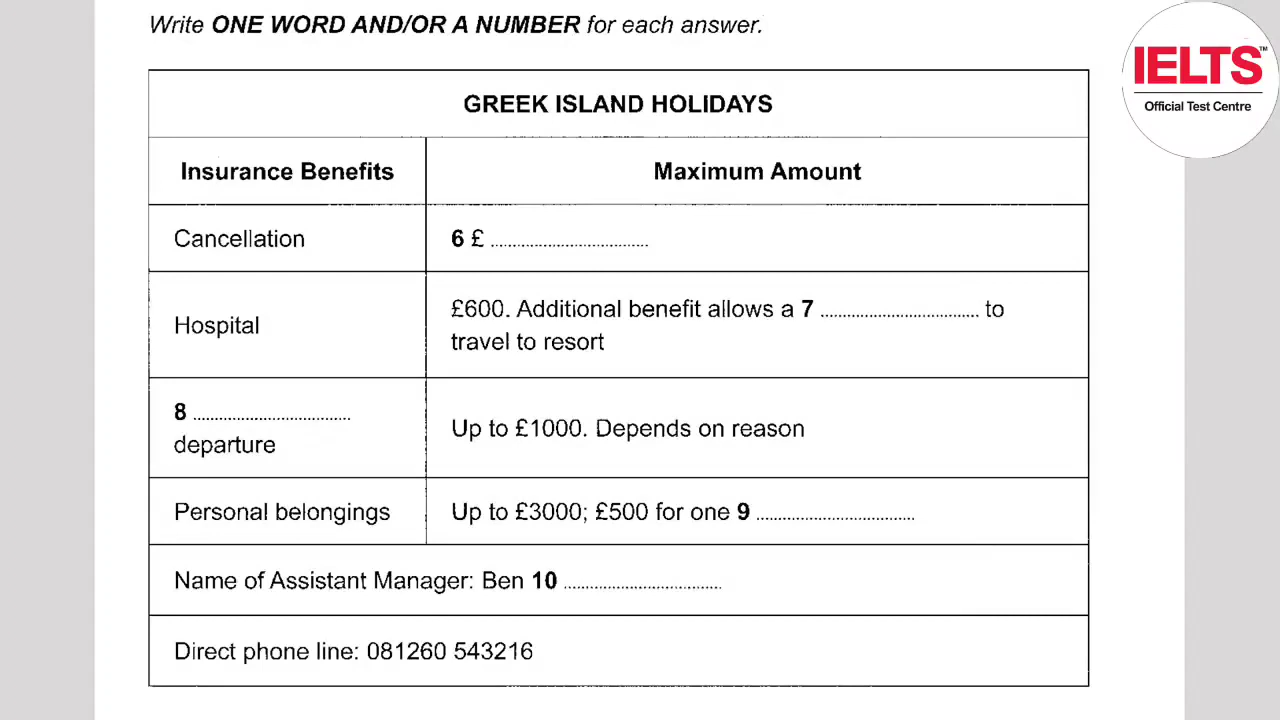 Write ONE WORD AND/OR A NUMBER for each answer.
IELTS™
Official Test Centre
GREEK ISLAND HOLIDAYS
Insurance Benefits
Maximum Amount
Cancellation
6 £ ....................................
Hospital
£600. Additional benefit allows a 7 .................................... to
travel to resort
8 ....................................
departure
Up to £1000. Depends on reason
Personal belongings
Up to £3000; £500 for one 9 ....................................
Name of Assistant Manager: Ben 10 ....................................
Direct phone line: 081260 543216